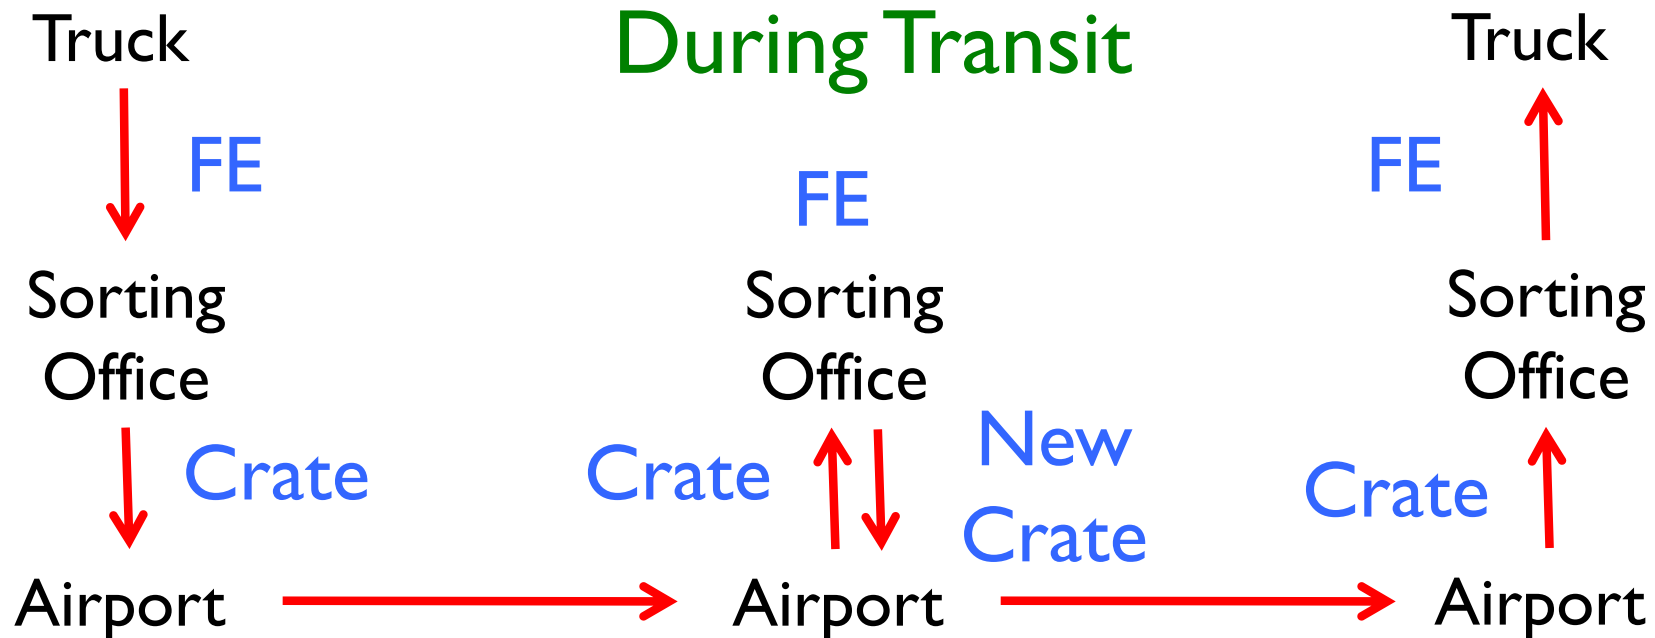 Truck
During Transit
Truck
FE
FE
FE
Sorting
Office
Sorting
Office
Sorting
Office
Crate
Crate
New
Crate
Crate
Airport
Airport
Airport